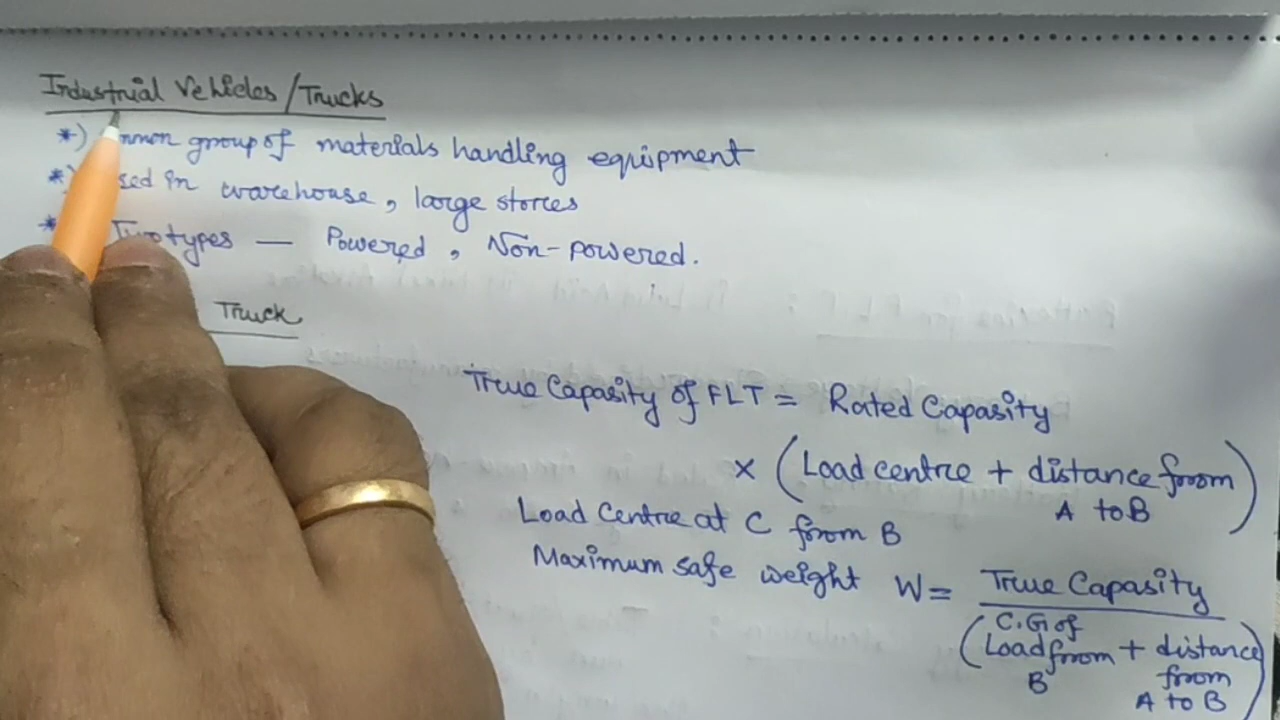 Industrial Vehicles/Trucks
*) mmon group of materials handling equipment
*) sed in warehouse, large stores
* Two types — Powered, Non-powered.
Truck
True Capasity of FLT = Rated Capasity
× (Load centre + distance from A to B)
Load Centre at C from B
Maximum safe weight W = True Capasity
(C.G of Load from B + distance from A to B)